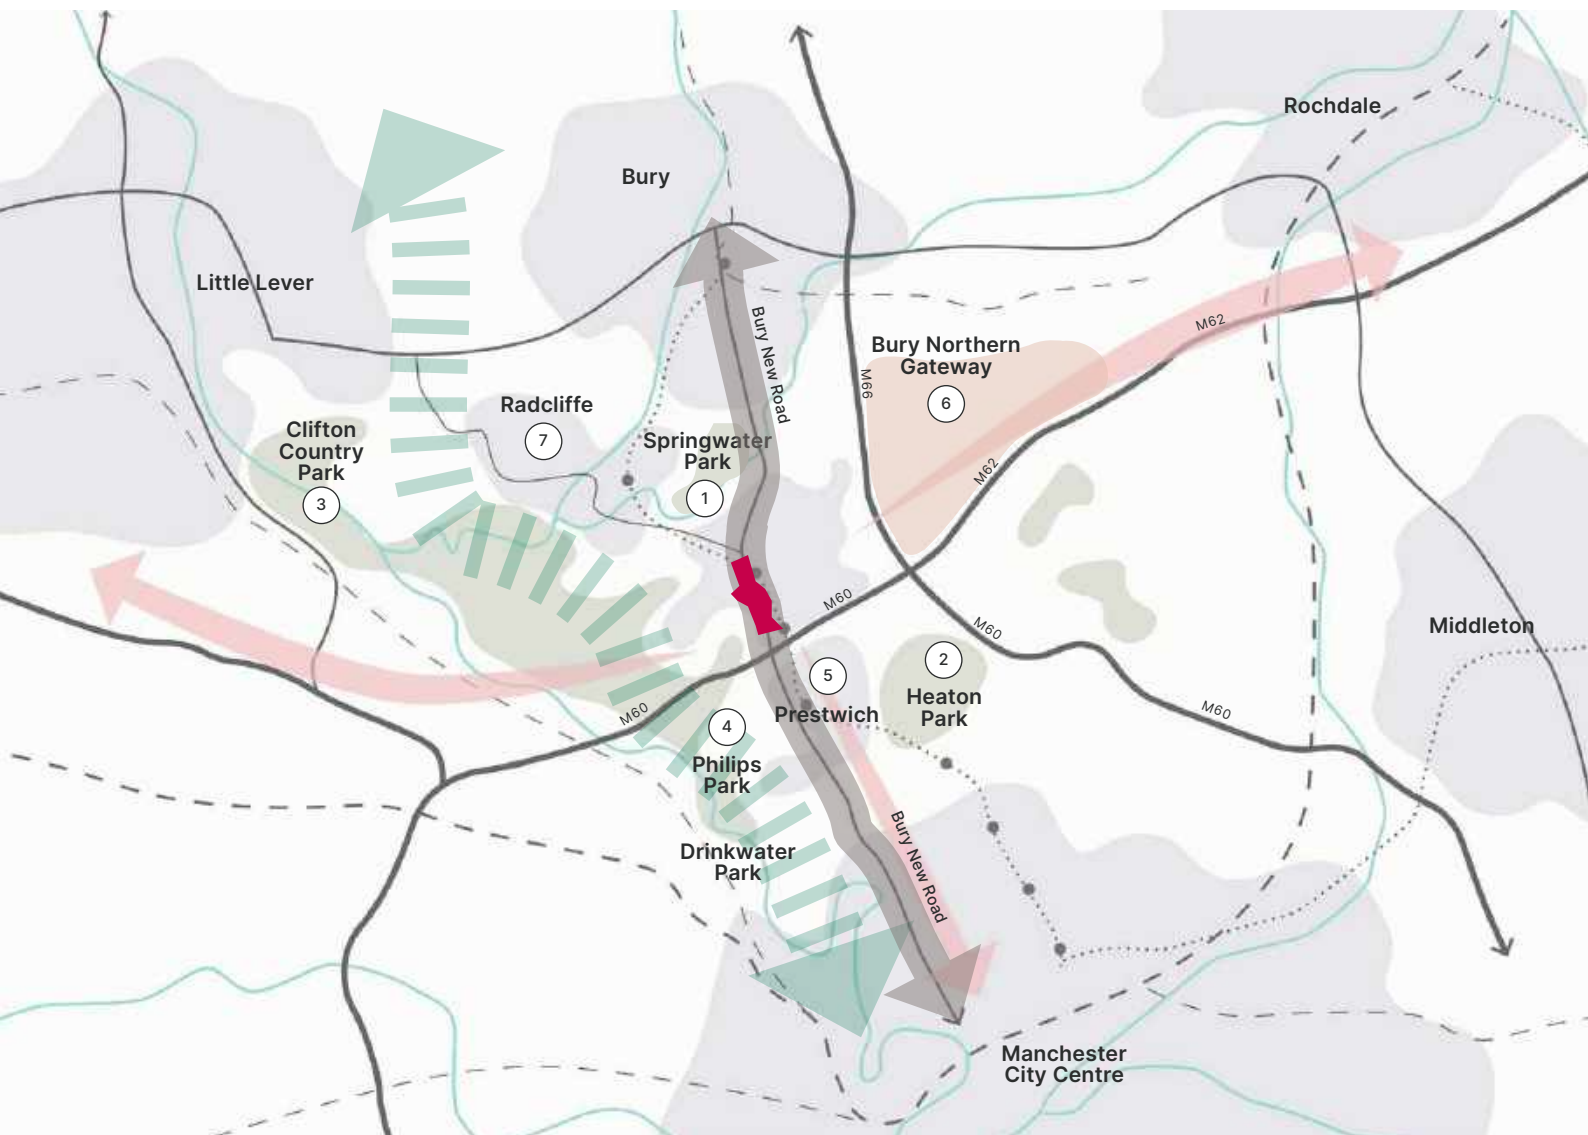 Rochdale
Bury
Little Lever
Bury New Road
M62
Bury Northern
Gateway
6
M66
Radcliffe
7
Clifton
Country
Park
3
Springwater
Park
1
M62
M60
M60
Middleton
2
Heaton
Park
5
Prestwich
M60
M60
4
Philips
Park
Bury New Road
Drinkwater
Park
Manchester
City Centre